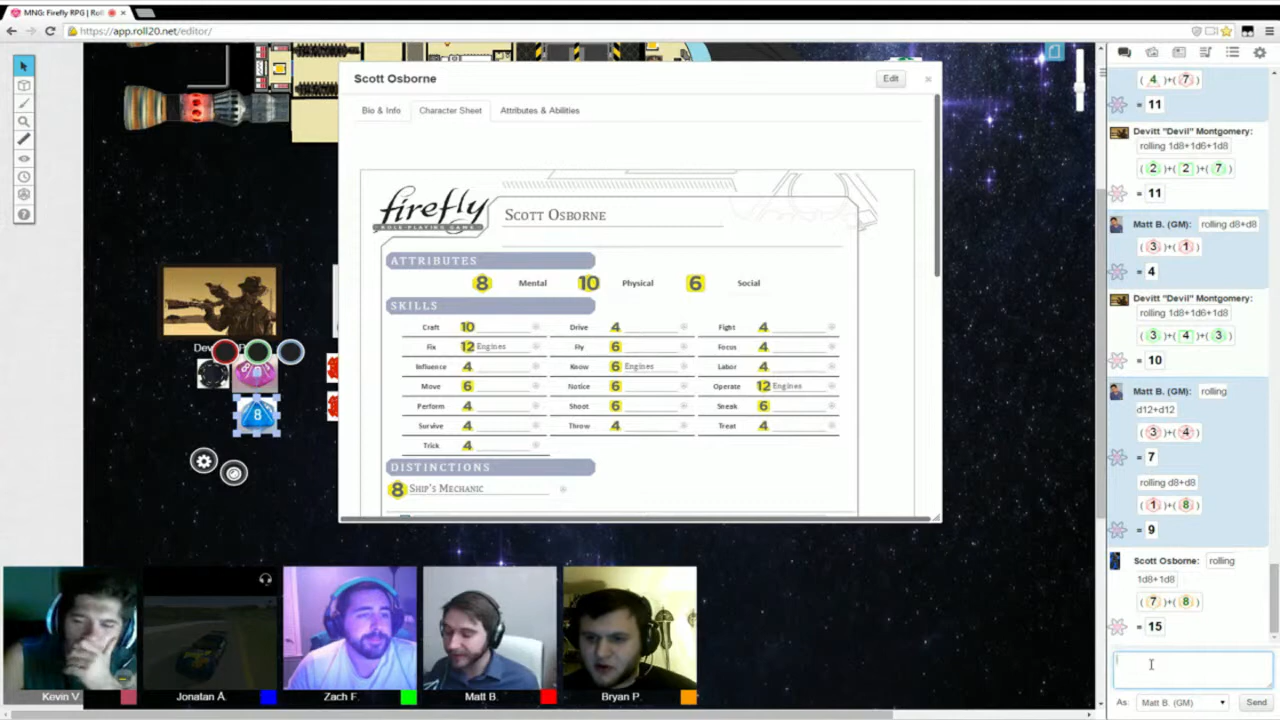 MNG: Firefly RPG | Roll
https://app.roll20.net/editor/
Scott Osborne
Edit
Bio & Info
Character Sheet
Attributes & Abilities
firefly
ROLE-PLAYING GAME
SCOTT OSBORNE
ATTRIBUTES
8 Mental 10 Physical 6 Social
SKILLS
Craft 10 Drive 4 Fight 4
Fix 12 Engines Fly 6 Focus 4
Influence 4 Know 6 Engines Labor 4
Move 6 Notice 6 Operate 12 Engines
Perform 4 Shoot 6 Sneak 6
Survive 4 Throw 4 Treat 4
Trick 4
DISTINCTIONS
8 SHIP'S MECHANIC
8
8
Kevin V.
Jonatan A.
Zach F.
Matt B.
Bryan P.
( 4 )+( 7 )
= 11
Devitt "Devil" Montgomery:
rolling 1d8+1d6+1d8
( 2 )+( 2 )+( 7 )
= 11
Matt B. (GM): rolling d8+d8
( 3 )+( 1 )
= 4
Devitt "Devil" Montgomery:
rolling 1d8+1d6+1d8
( 3 )+( 4 )+( 3 )
= 10
Matt B. (GM): rolling
d12+d12
( 3 )+( 4 )
= 7
rolling d8+d8
( 1 )+( 8 )
= 9
Scott Osborne: rolling
1d8+1d8
( 7 )+( 8 )
= 15
As: Matt B. (GM) Send